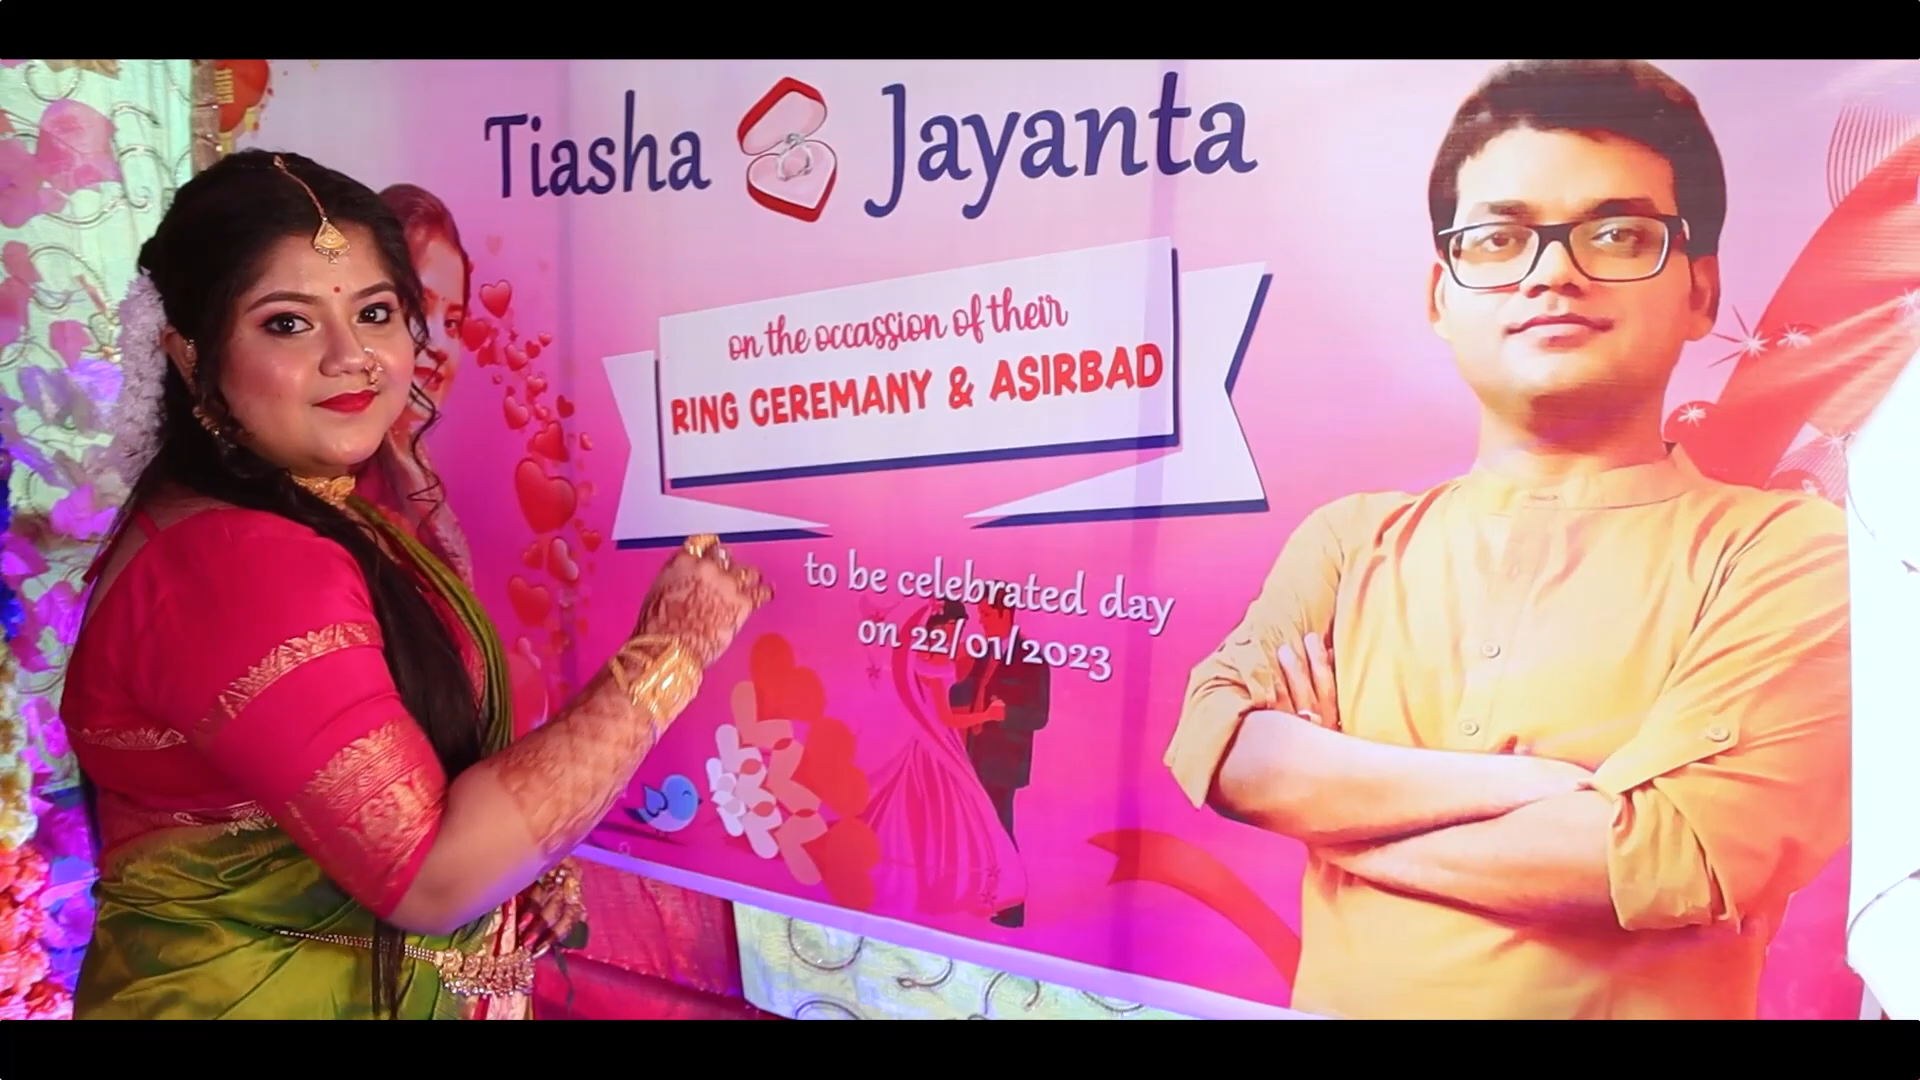 Tiasha Jayanta
on the occassion of their
RING CEREMANY & ASIRBAD
to be celebrated day
on 22/01/2023